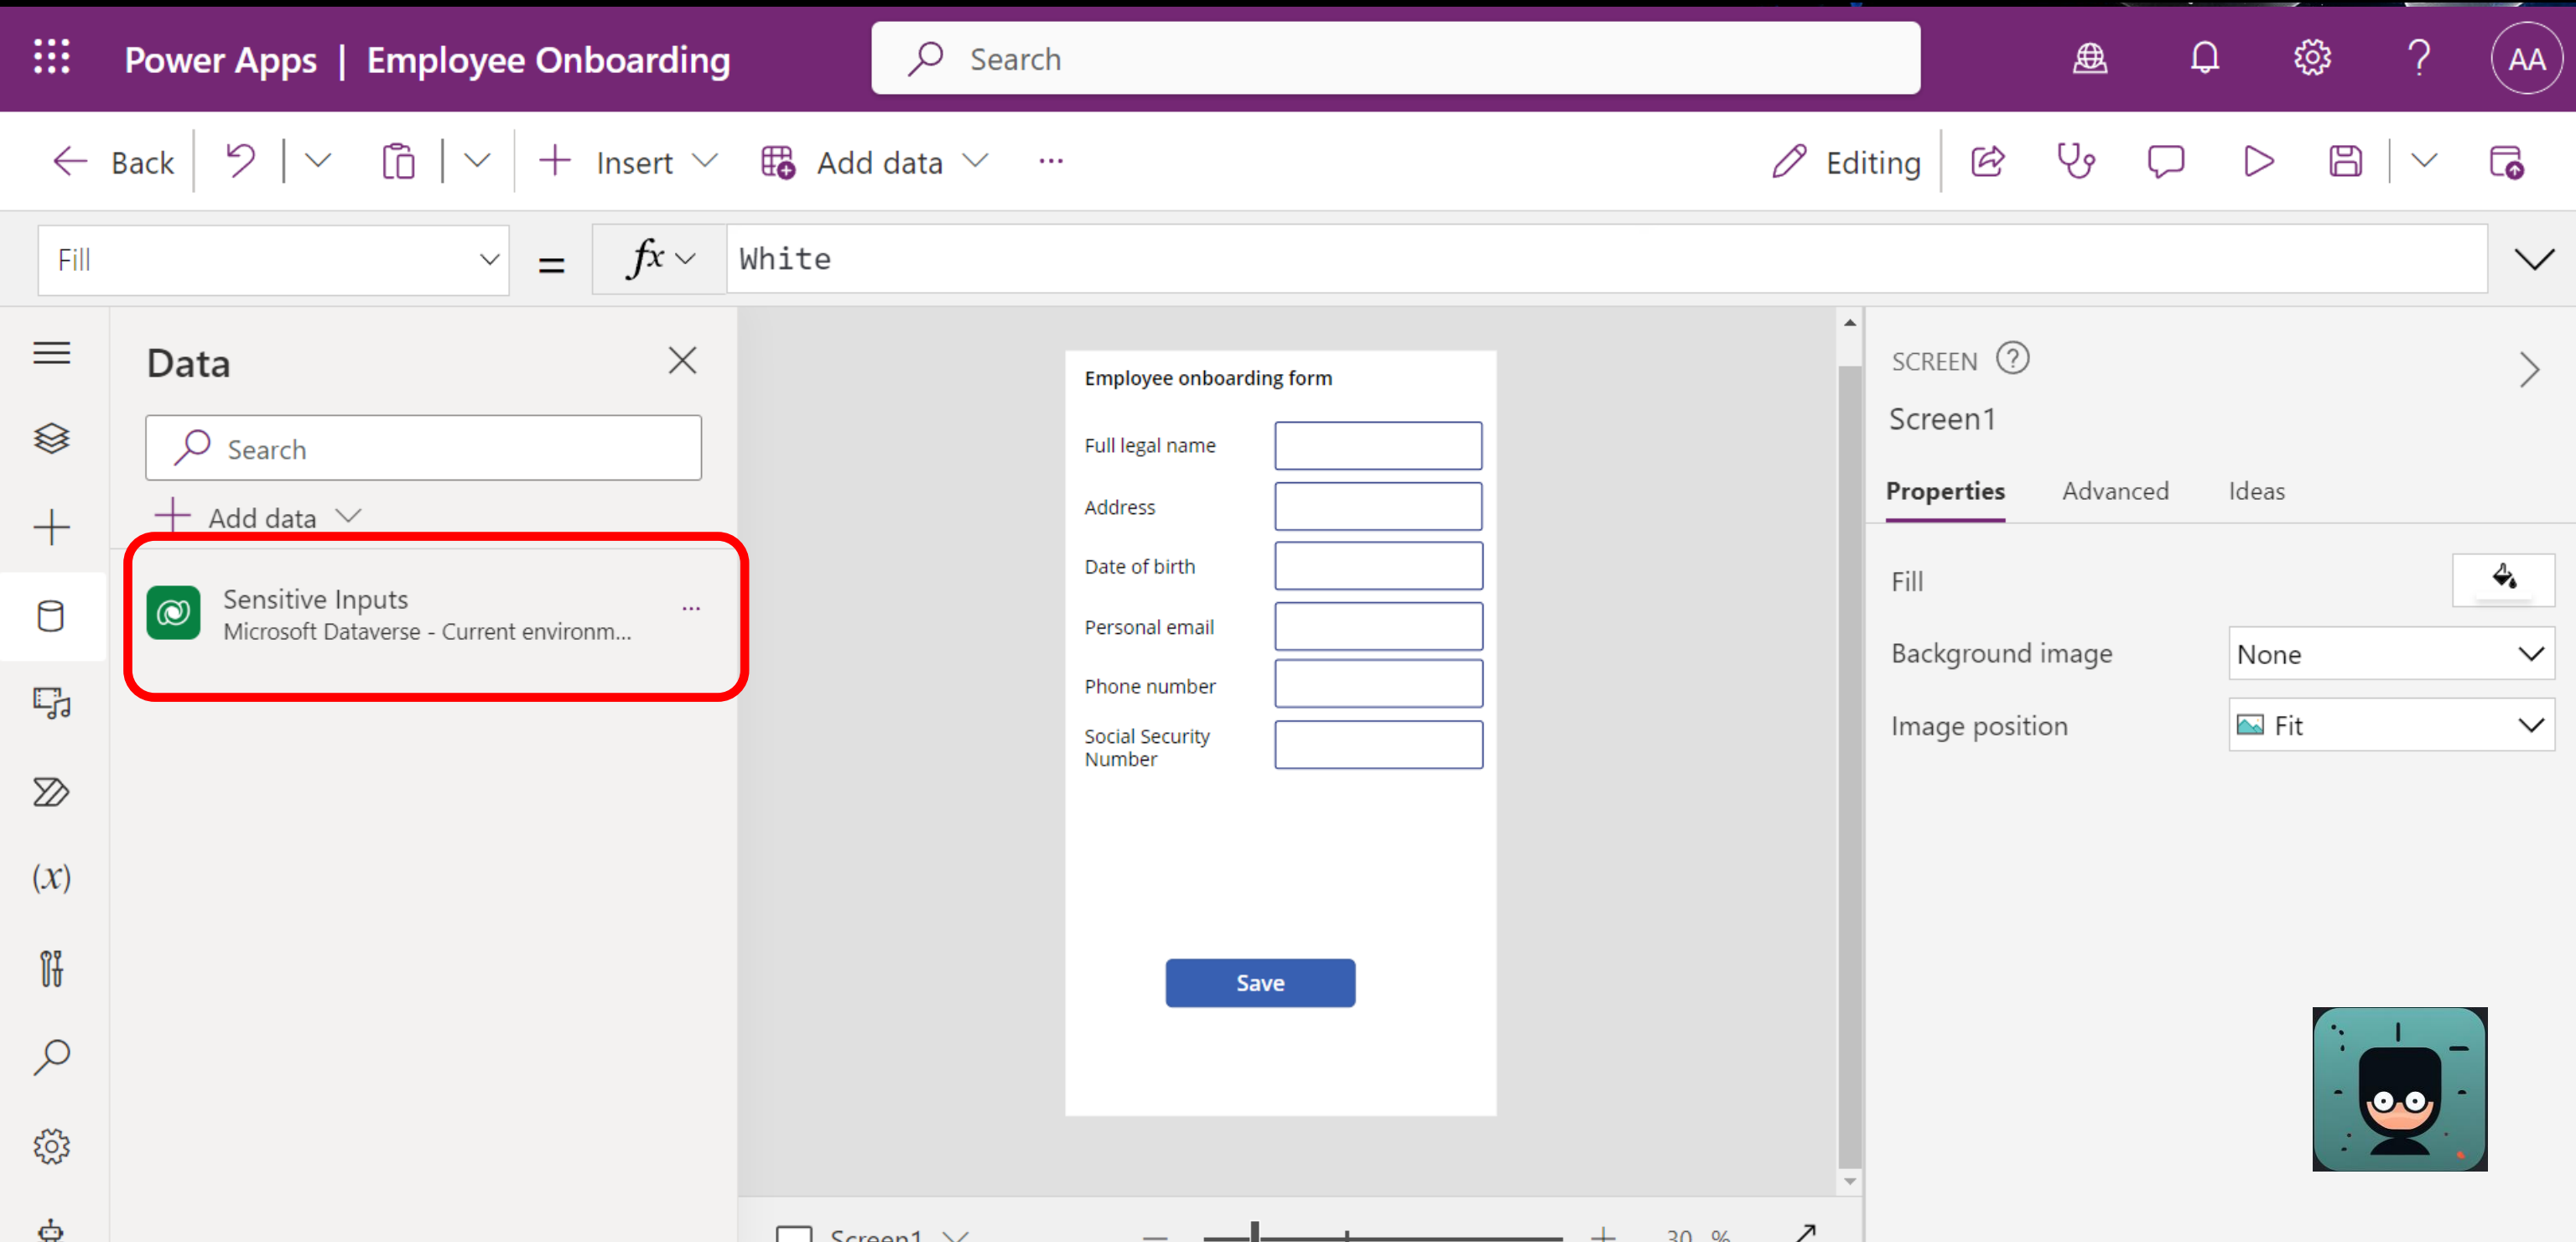 Power Apps | Employee Onboarding
Search
AA
Back
Insert
Add data
...
Editing
Fill
=
fx
White
Data
Search
Add data
Sensitive Inputs
...
Microsoft Dataverse - Current environm...
(x)
Employee onboarding form
Full legal name
Address
Date of birth
Personal email
Phone number
Social Security
Number
Save
SCREEN ?
Screen1
Properties
Advanced
Ideas
Fill
Background image
None
Image position
Fit
Screen1
30 %